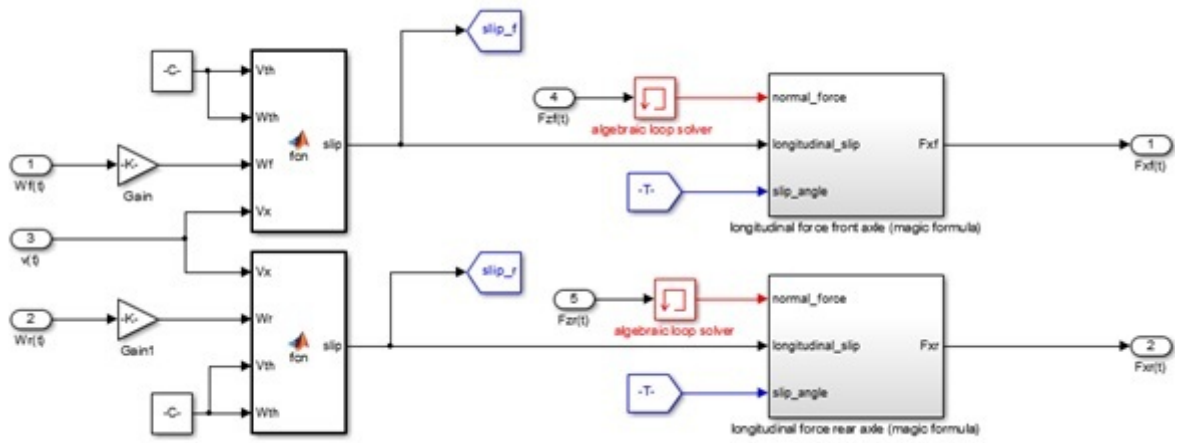 slip_f
-C-
Vth
Wth
fcn
slip
Wf
Vx
1
Wf(t)
-K-
Gain
3
v(t)
4
Fzf(t)
algebraic loop solver
normal_force
longitudinal_slip
Fxf
slip_angle
-T-
1
Fxf(t)
longitudinal force front axle (magic formula)
slip_r
Vx
Wr
fcn
slip
Vth
Wth
2
Wr(t)
-K-
Gain1
-C-
5
Fzr(t)
algebraic loop solver
normal_force
longitudinal_slip
Fxr
slip_angle
-T-
2
Fxr(t)
longitudinal force rear axle (magic formula)